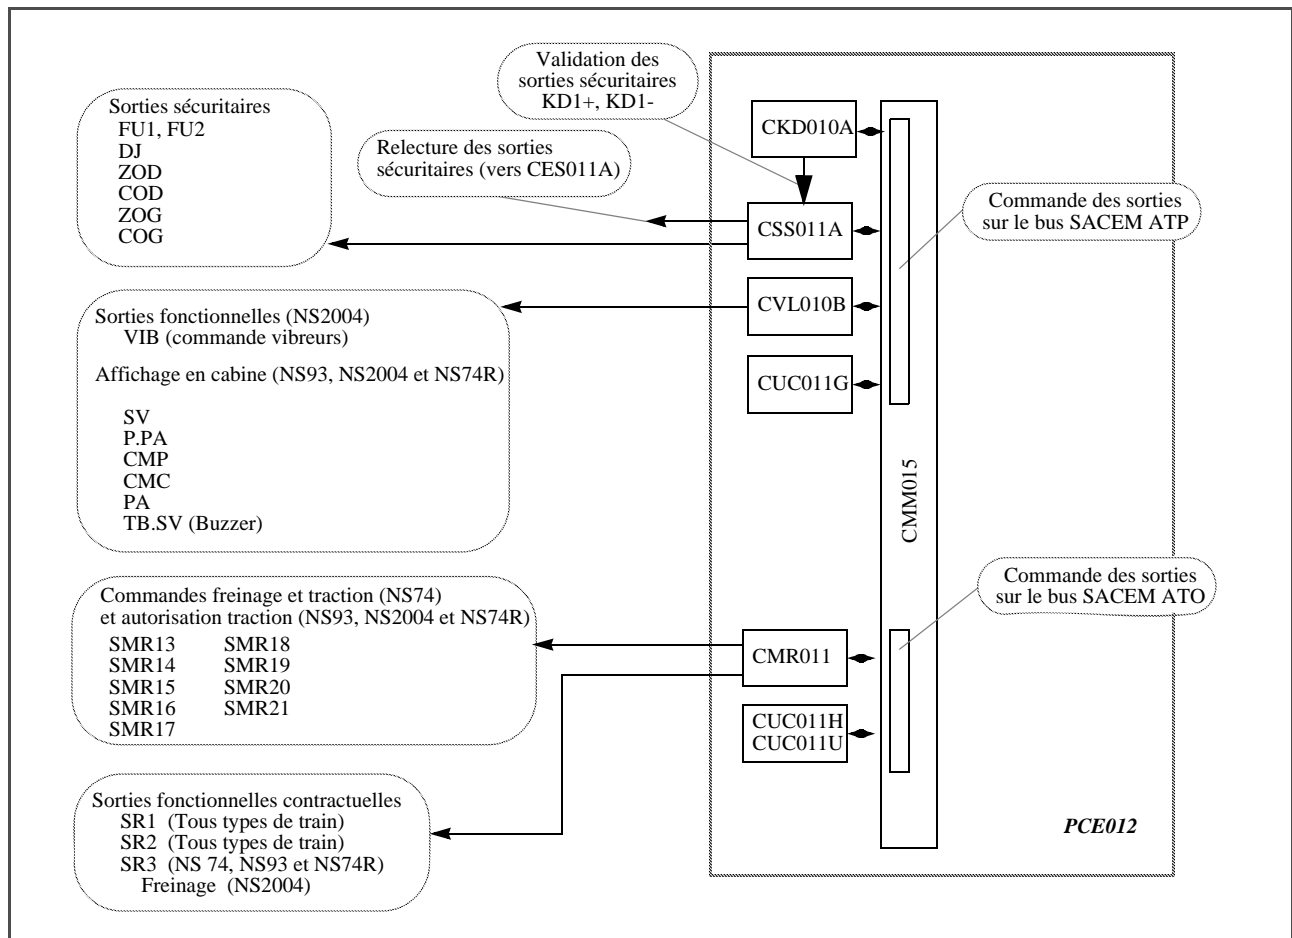 Validation des
sorties sécuritaires
KD1+, KD1-
Sorties sécuritaires
FU1, FU2
DJ
ZOD
COD
ZOG
COG
Relecture des sorties
sécuritaires (vers CES011A)
CKD010A
CSS011A
CVL010B
CUC011G
Commande des sorties
sur le bus SACEM ATP
Sorties fonctionnelles (NS2004)
VIB (commande vibreurs)
Affichage en cabine (NS93, NS2004 et NS74R)
SV
P.PA
CMP
CMC
PA
TB.SV (Buzzer)
CMM015
Commande des sorties
sur le bus SACEM ATO
Commandes freinage et traction (NS74)
et autorisation traction (NS93, NS2004 et NS74R)
SMR13 SMR18
SMR14 SMR19
SMR15 SMR20
SMR16 SMR21
SMR17
CMR011
CUC011H
CUC011U
Sorties fonctionnelles contractuelles
SR1 (Tous types de train)
SR2 (Tous types de train)
SR3 (NS 74, NS93 et NS74R)
Freinage (NS2004)
PCE012